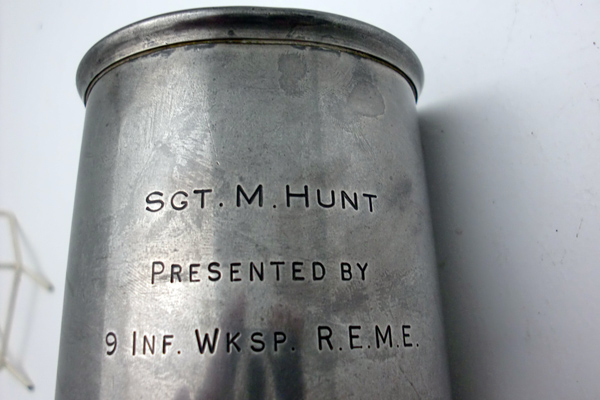 SGT. M. HUNT
PRESENTED BY
9 INF. WKSP. R.E.M.E.